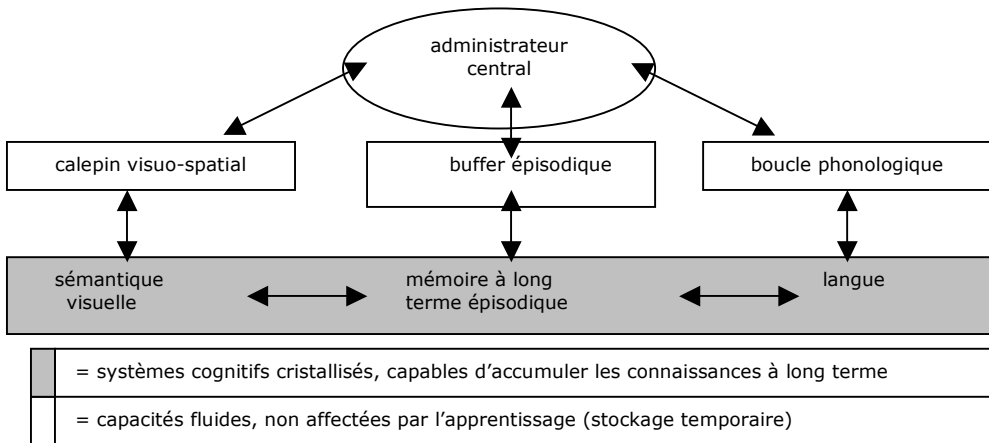 administrateur
central
calepin visuo-spatial
buffer épisodique
boucle phonologique
sémantique
visuelle
mémoire à long
terme épisodique
langue
= systèmes cognitifs cristallisés, capables d’accumuler les connaissances à long terme
= capacités fluides, non affectées par l’apprentissage (stockage temporaire)